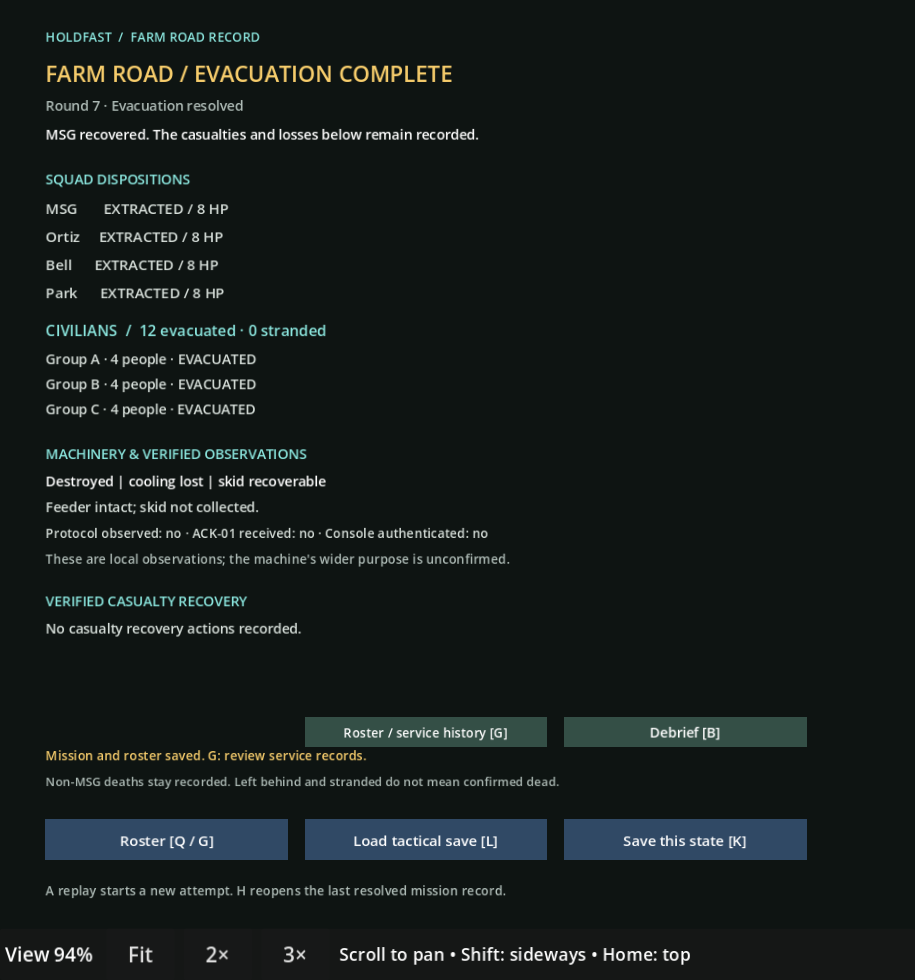 HOLDFAST / FARM ROAD RECORD
FARM ROAD / EVACUATION COMPLETE
Round 7 · Evacuation resolved
MSG recovered. The casualties and losses below remain recorded.
SQUAD DISPOSITIONS
MSG EXTRACTED / 8 HP
Ortiz EXTRACTED / 8 HP
Bell EXTRACTED / 8 HP
Park EXTRACTED / 8 HP
CIVILIANS / 12 evacuated · 0 stranded
Group A · 4 people · EVACUATED
Group B · 4 people · EVACUATED
Group C · 4 people · EVACUATED
MACHINERY & VERIFIED OBSERVATIONS
Destroyed | cooling lost | skid recoverable
Feeder intact; skid not collected.
Protocol observed: no · ACK-01 received: no · Console authenticated: no
These are local observations; the machine's wider purpose is unconfirmed.
VERIFIED CASUALTY RECOVERY
No casualty recovery actions recorded.
Roster / service history [G] Debrief [B]
Mission and roster saved. G: review service records.
Non-MSG deaths stay recorded. Left behind and stranded do not mean confirmed dead.
Roster [Q / G] Load tactical save [L] Save this state [K]
A replay starts a new attempt. H reopens the last resolved mission record.
View 94% Fit 2× 3× Scroll to pan • Shift: sideways • Home: top